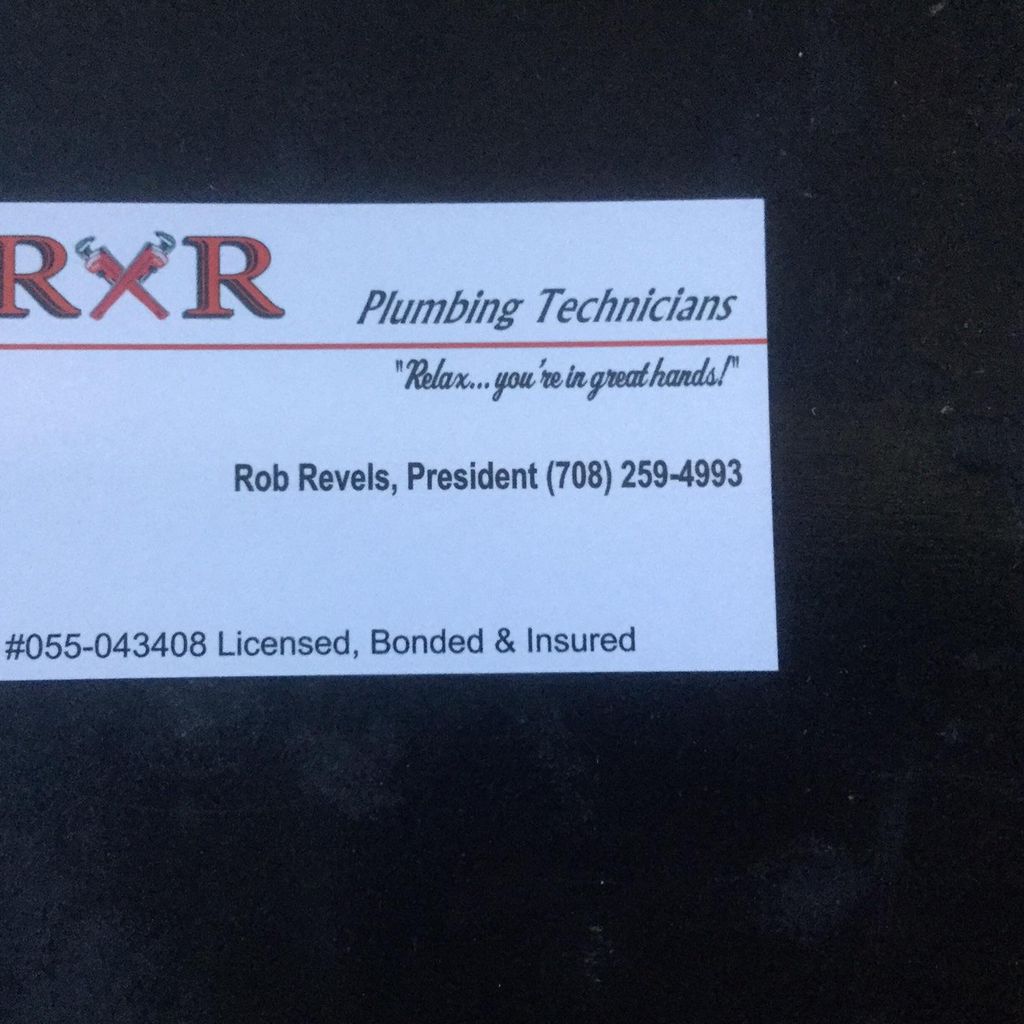 R R
Plumbing Technicians
"Relax... you're in great hands!"
Rob Revels, President (708) 259-4993
#055-043408 Licensed, Bonded & Insured